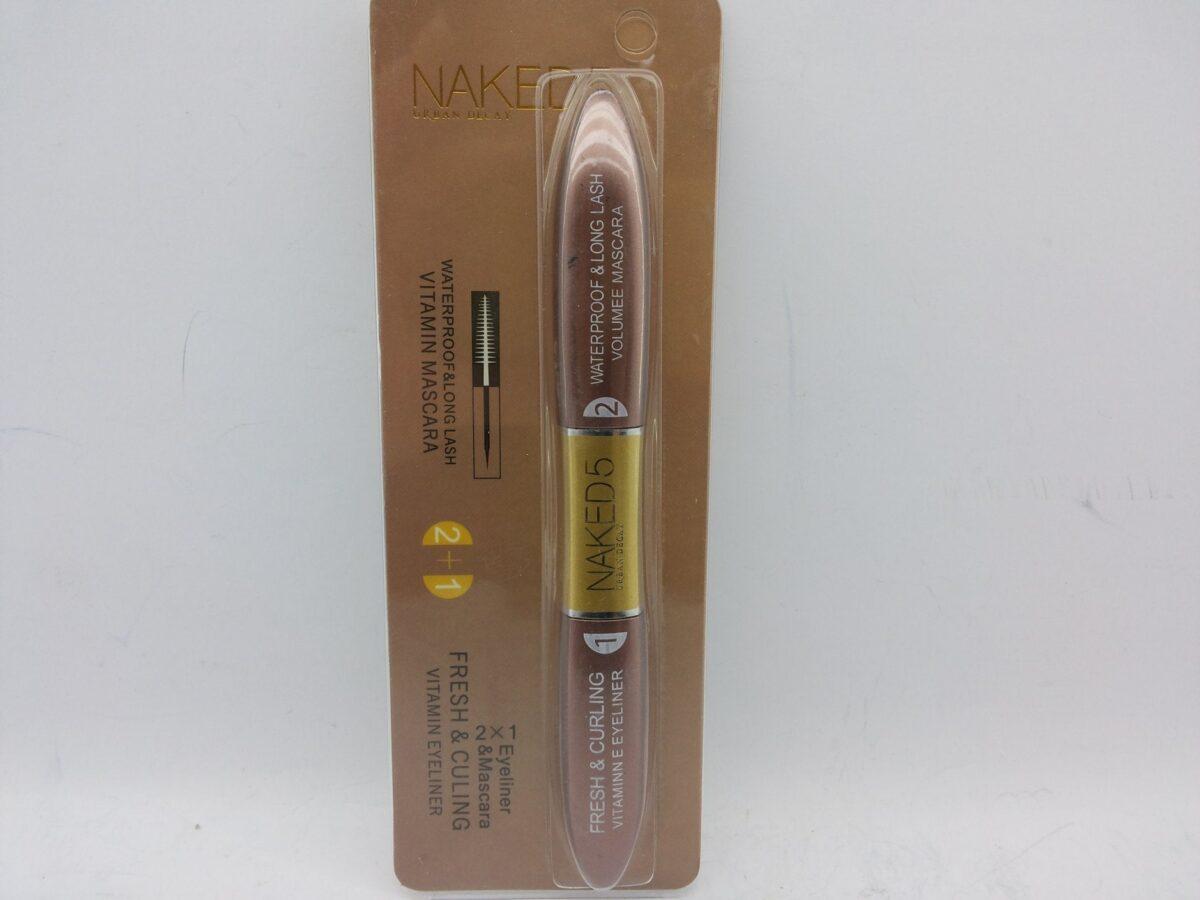 NAKED5
URBAN DECAY
WATERPROOF&LONG LASH
VITAMIN MASCARA
2+1
1 Eyeliner
X
2 &Mascara
FRESH & CULING
VITAMIN EYELINER
2 WATERPROOF & LONG LASH
VOLUMEE MASCARA
NAKED5
URBAN DECAY
1
FRESH & CURLING
VITAMINN E EYELINER